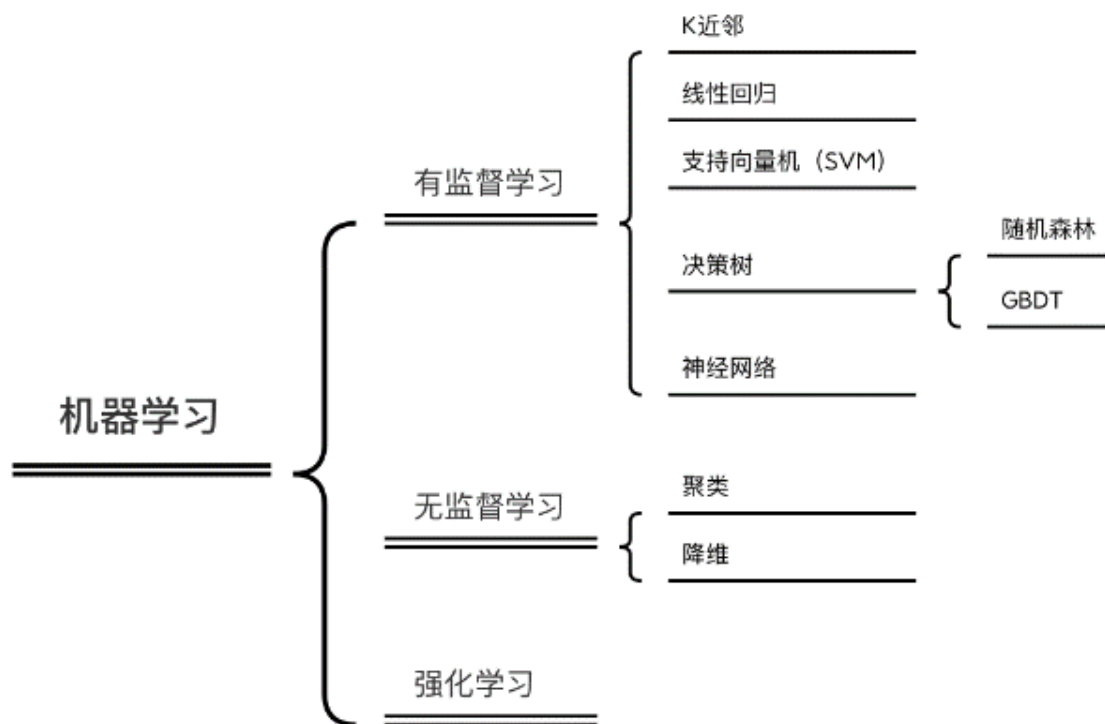 机器学习
有监督学习
K近邻
线性回归
支持向量机（SVM）
决策树
随机森林
GBDT
神经网络
无监督学习
聚类
降维
强化学习